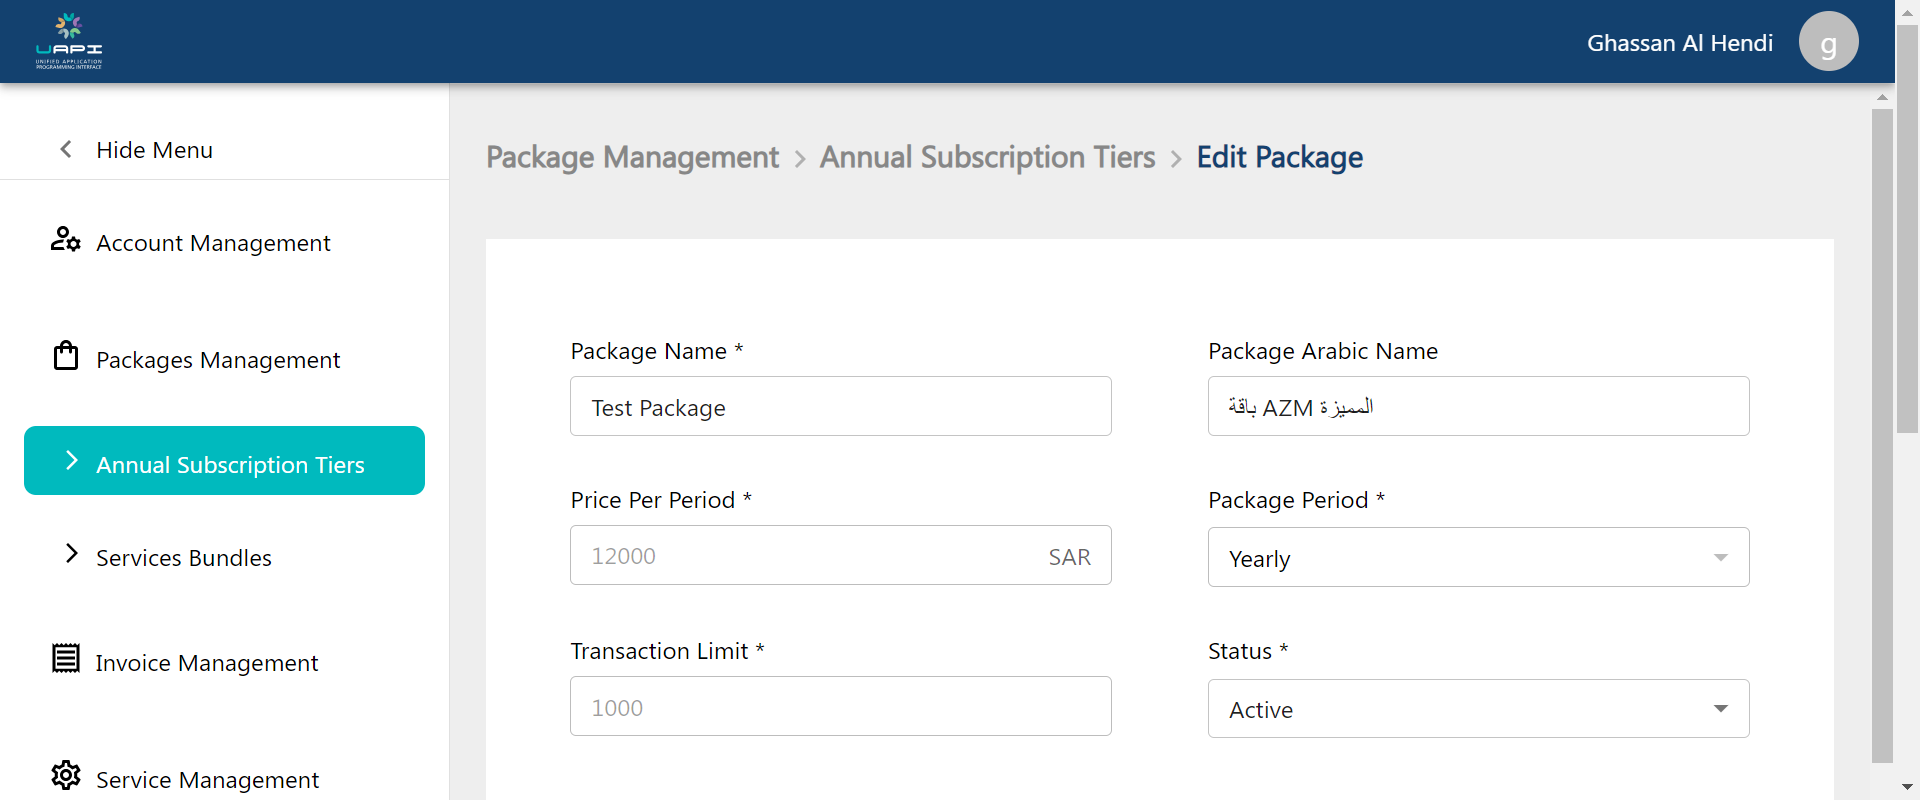 UAPI
UNIFIED APPLICATION
PROGRAMMING INTERFACE
Ghassan Al Hendi
g
Hide Menu
Account Management
Packages Management
Annual Subscription Tiers
Services Bundles
Invoice Management
Service Management
Package Management > Annual Subscription Tiers > Edit Package
Package Name *
Test Package
Package Arabic Name
باقة AZM المميزة
Price Per Period *
12000 SAR
Package Period *
Yearly
Transaction Limit *
1000
Status *
Active